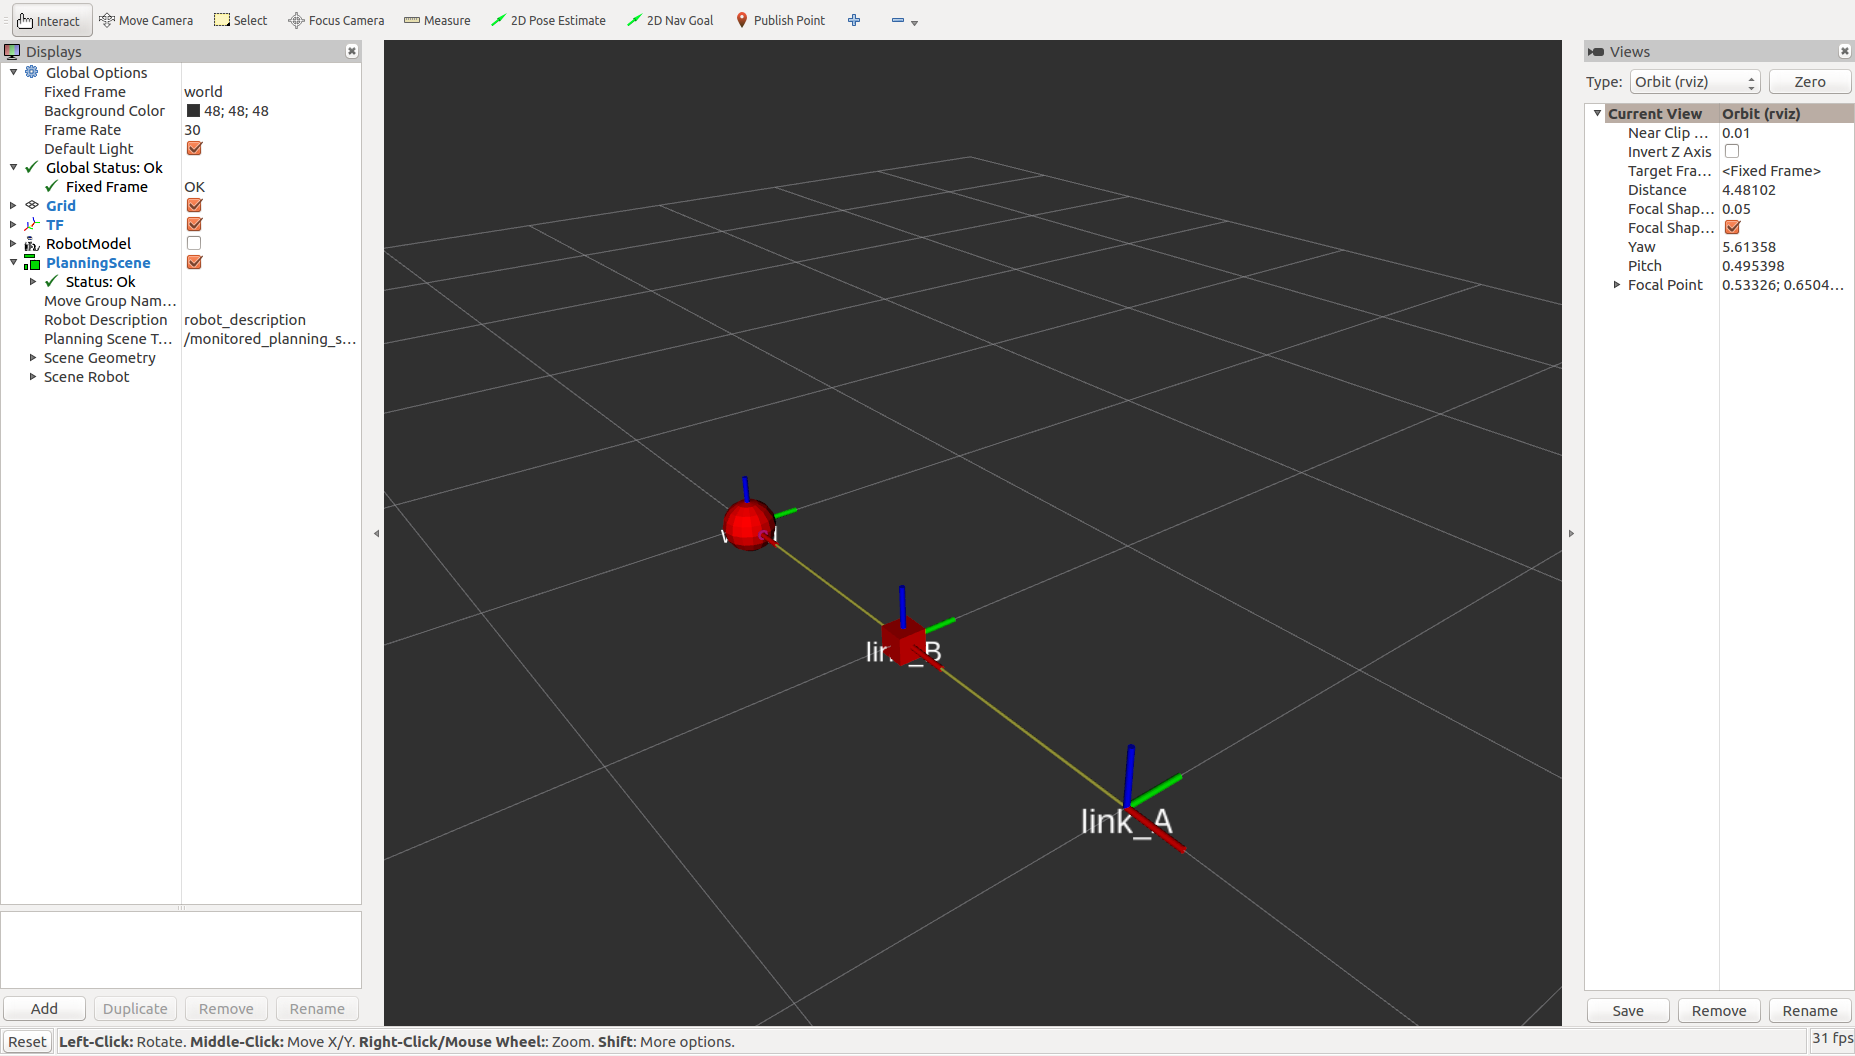 Interact Move Camera Select Focus Camera Measure 2D Pose Estimate 2D Nav Goal Publish Point
Displays
Global Options
Fixed Frame world
Background Color 48; 48; 48
Frame Rate 30
Default Light
Global Status: Ok
Fixed Frame OK
Grid
TF
RobotModel
PlanningScene
Status: Ok
Move Group Nam...
Robot Description robot_description
Planning Scene T... /monitored_planning_s...
Scene Geometry
Scene Robot
Add Duplicate Remove Rename
link_A
Views
Type: Orbit (rviz) Zero
Current View Orbit (rviz)
Near Clip ... 0.01
Invert Z Axis
Target Fra... <Fixed Frame>
Distance 4.48102
Focal Shap... 0.05
Focal Shap...
Yaw 5.61358
Pitch 0.495398
Focal Point 0.53326; 0.6504...
Save Remove Rename
Reset Left-Click: Rotate. Middle-Click: Move X/Y. Right-Click/Mouse Wheel:: Zoom. Shift: More options. 31 fps